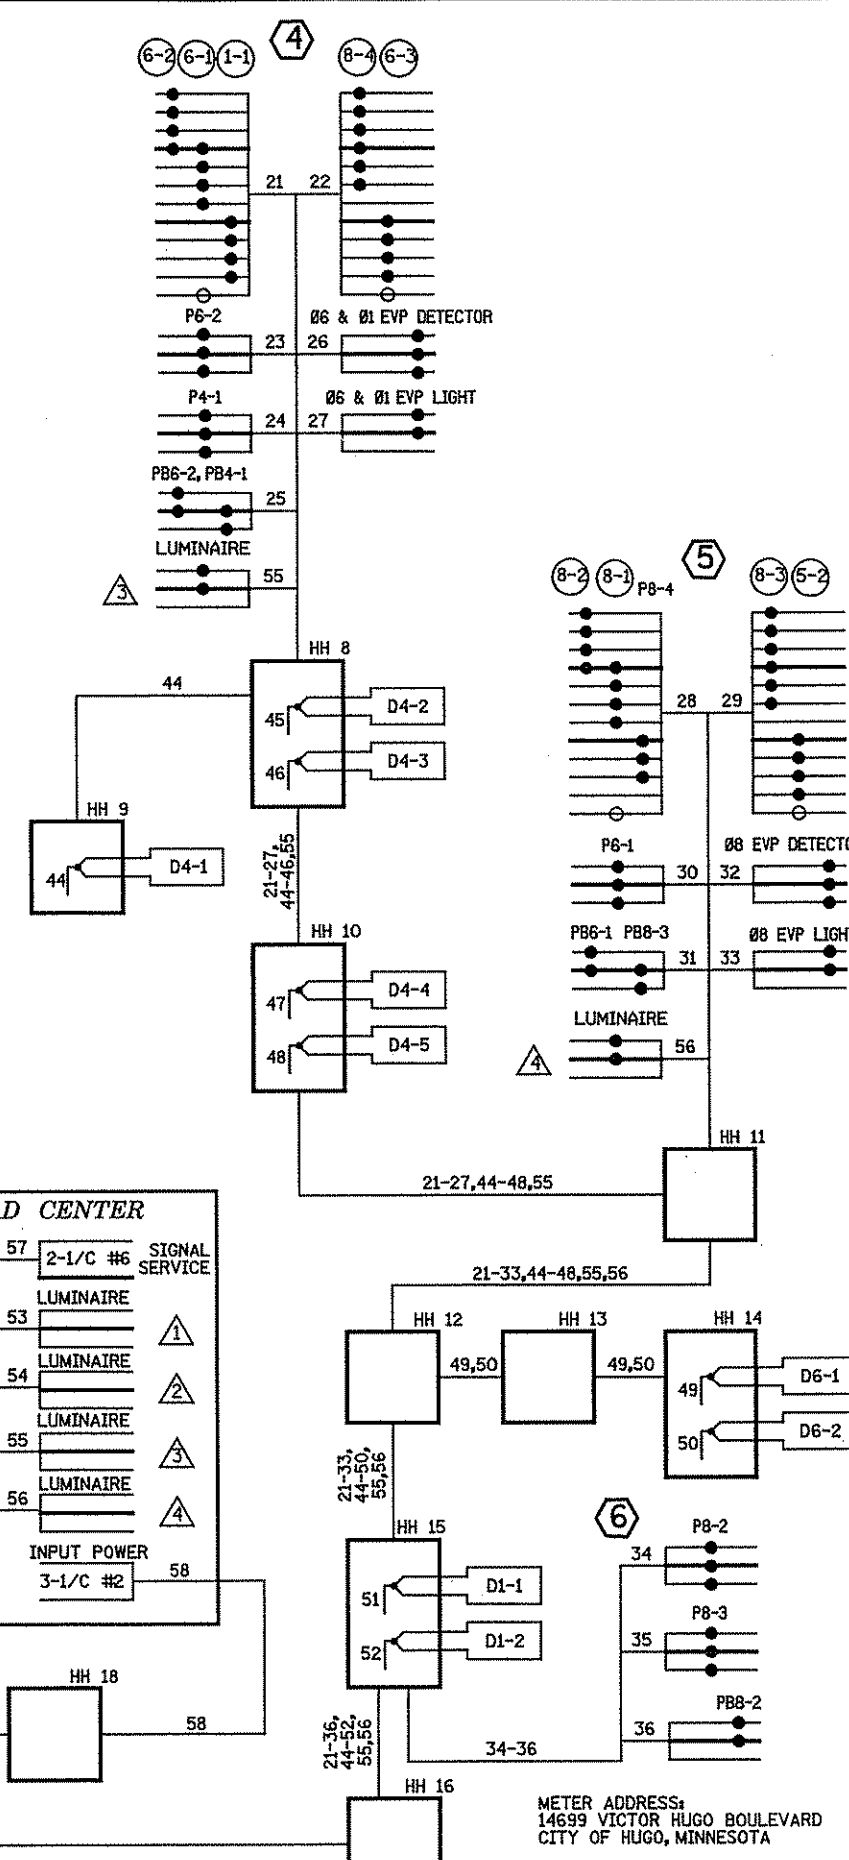 4
6-2 6-1 1-1 8-4 6-3
21 22
P6-2 Ø6 & Ø1 EVP DETECTOR
23 26
P4-1 Ø6 & Ø1 EVP LIGHT
24 27
PB6-2, PB4-1
25
LUMINAIRE
3 55
5
8-2 8-1 P8-4 8-3 5-2
28 29
P6-1 Ø8 EVP DETECTO
30 32
PB6-1 PB8-3 Ø8 EVP LIGH
31 33
LUMINAIRE
4 56
HH 8
44
45 D4-2
46 D4-3
HH 9
44 D4-1
21-27,
44-46,55
HH 10
47 D4-4
48 D4-5
HH 11
21-27,44-48,55
21-33,44-48,55,56
HH 12 HH 13 HH 14
49,50 49,50
49 D6-1
50 D6-2
21-33,
44-50,
55,56
HH 15
51 D1-1
52 D1-2
6
34 P8-2
35 P8-3
36 PB8-2
34-36
21-36,
44-52,
55,56
HH 16
D CENTER
57 2-1/C #6 SIGNAL
SERVICE
LUMINAIRE
53 1
LUMINAIRE
54 2
LUMINAIRE
55 3
LUMINAIRE
56 4
INPUT POWER
3-1/C #2 58
HH 18
58
METER ADDRESS:
14699 VICTOR HUGO BOULEVARD
CITY OF HUGO, MINNESOTA